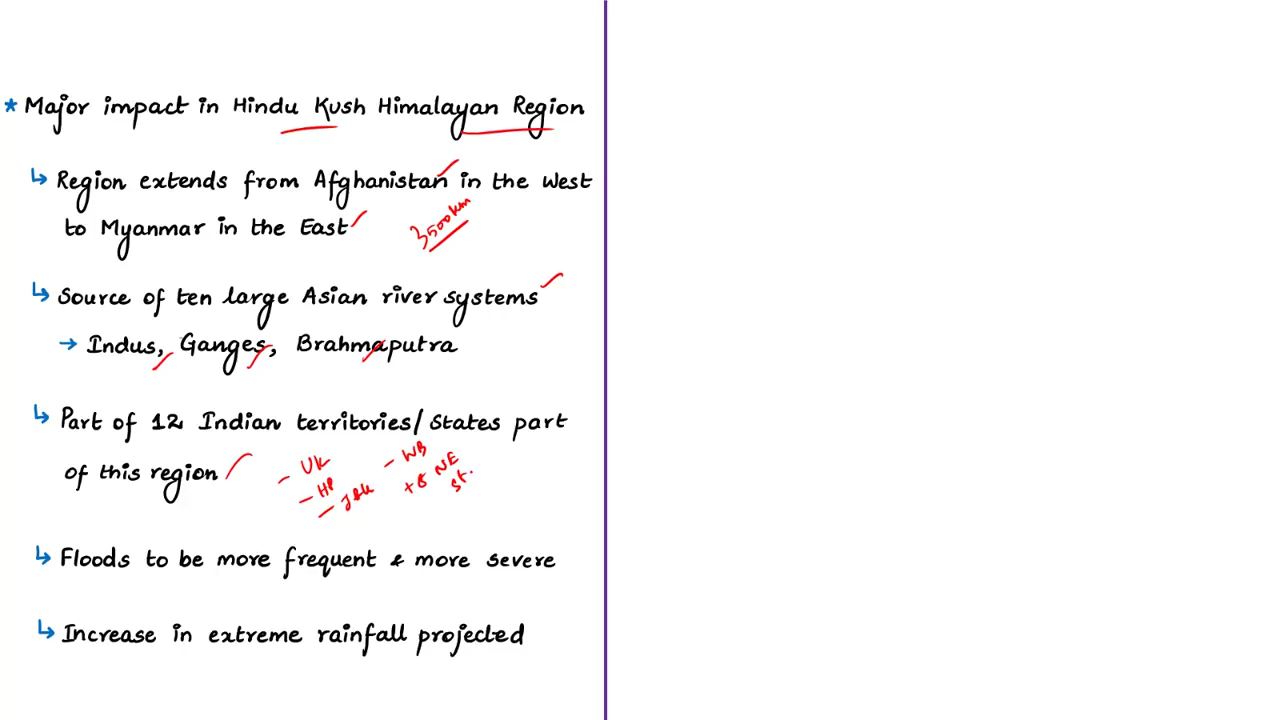 * Major impact in Hindu Kush Himalayan Region
↳ Region extends from Afghanistan in the West
to Myanmar in the East
3500 km
↳ Source of ten large Asian river systems
→ Indus, Ganges, Brahmaputra
↳ Part of 12 Indian territories/States part
of this region
- UK
- HP
- J&K
- WB
+ 8 NE
st.
↳ Floods to be more frequent & more severe
↳ Increase in extreme rainfall projected